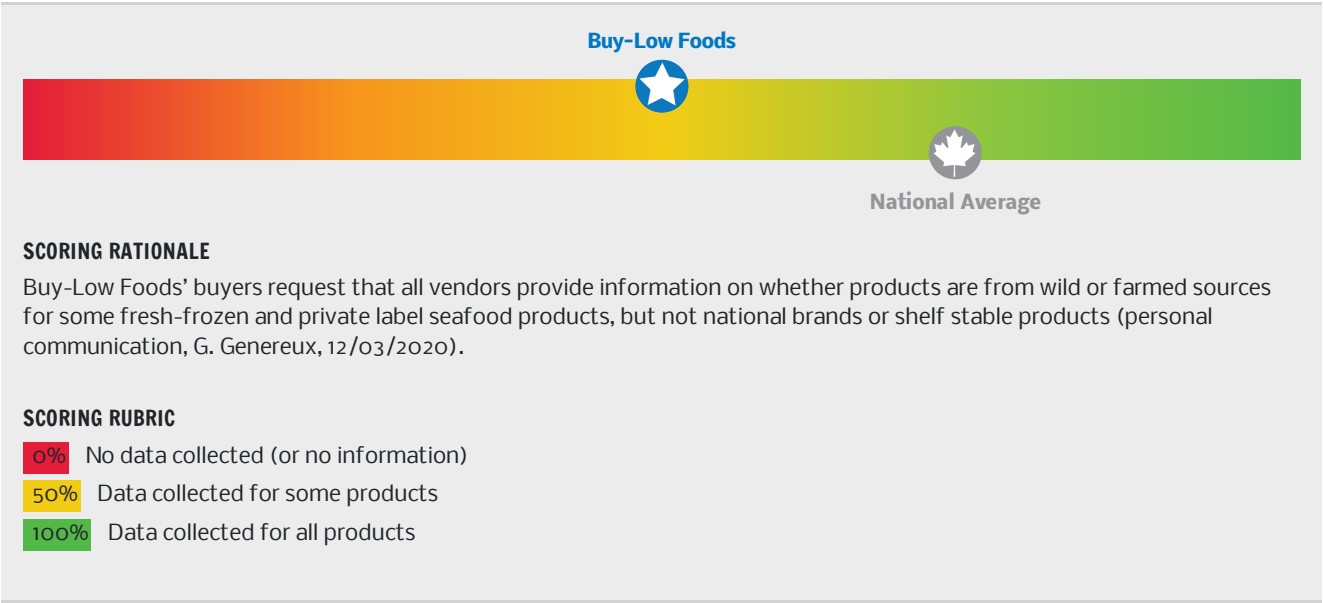 Buy-Low Foods
National Average
SCORING RATIONALE
Buy-Low Foods’ buyers request that all vendors provide information on whether products are from wild or farmed sources
for some fresh-frozen and private label seafood products, but not national brands or shelf stable products (personal
communication, G. Genereux, 12/03/2020).
SCORING RUBRIC
0% No data collected (or no information)
50% Data collected for some products
100% Data collected for all products